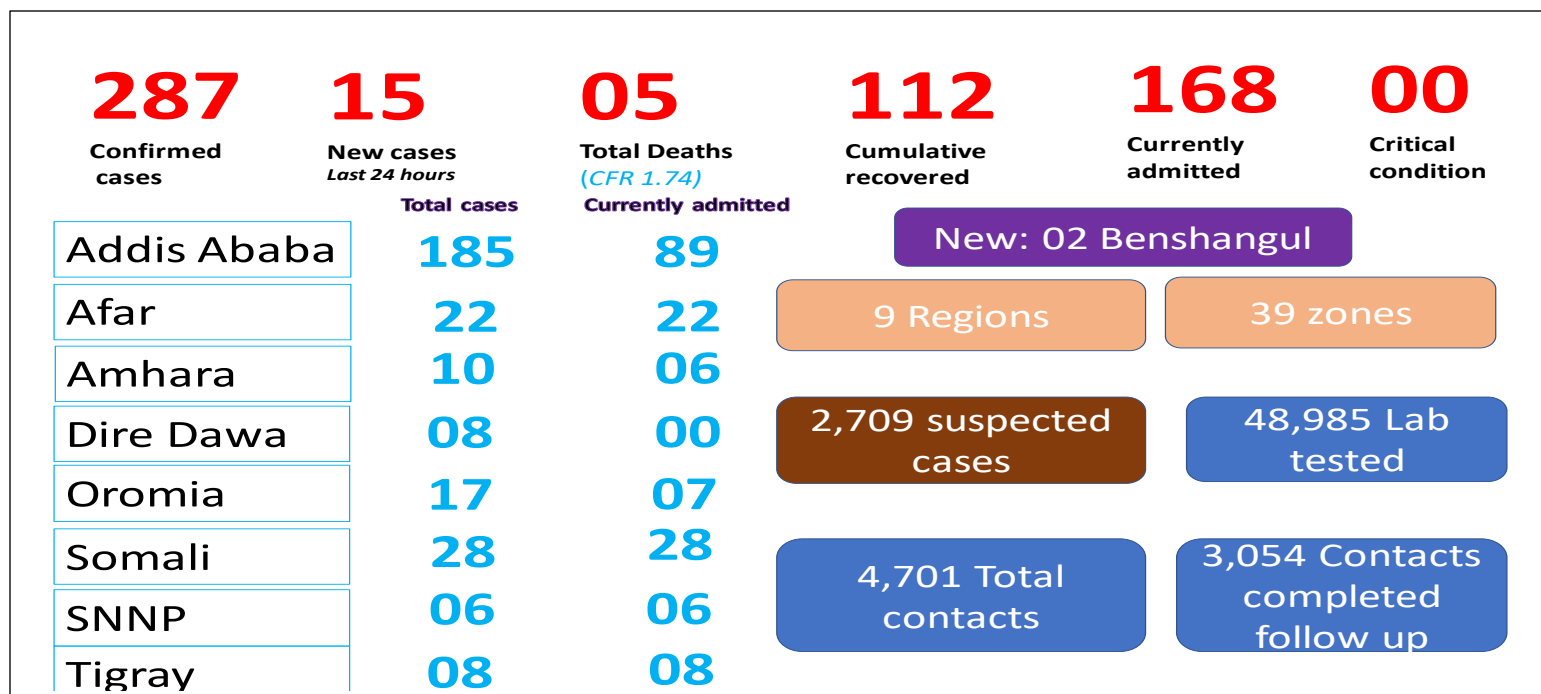 287 15 05 112 168 00
Confirmed cases
New cases
Last 24 hours
Total Deaths
(CFR 1.74)
Cumulative recovered
Currently admitted
Critical condition
Total cases Currently admitted
Addis Ababa 185 89
Afar 22 22
Amhara 10 06
Dire Dawa 08 00
Oromia 17 07
Somali 28 28
SNNP 06 06
Tigray 08 08
New: 02 Benshangul
9 Regions
39 zones
2,709 suspected
cases
48,985 Lab
tested
4,701 Total
contacts
3,054 Contacts
completed
follow up